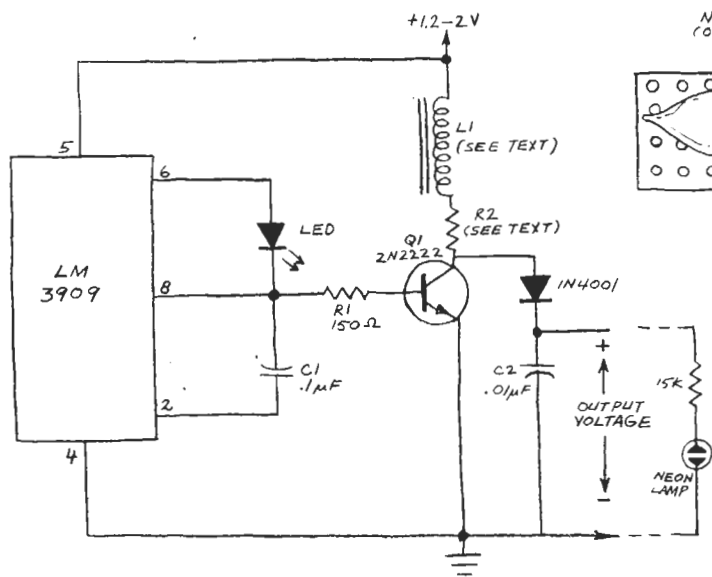 +1.2-2V
N
(O
5
L1
(SEE TEXT)
6
LED
R2
(SEE TEXT)
Q1
2N2222
LM
3909
8
R1
150Ω
1N4001
C1
.1µF
+
C2
.01µF
15K
OUTPUT
VOLTAGE
2
4
NEON
LAMP
-